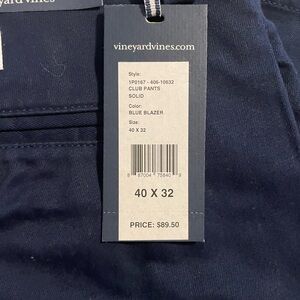 yard vines
vineyardvines.com
Style:
1P0167 - 406-10632
CLUB PANTS
SOLID
Color:
BLUE BLAZER
Size:
40 X 32
40 X 32
PRICE: $89.50